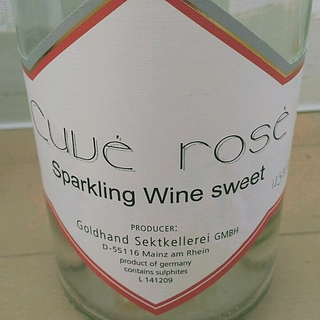 Cuvé rosé
Sparkling Wine sweet
PRODUCER:
Goldhand Sektkellerei GMBH
D-55116 Mainz am Rhein
product of germany
contains sulphites
L 141209